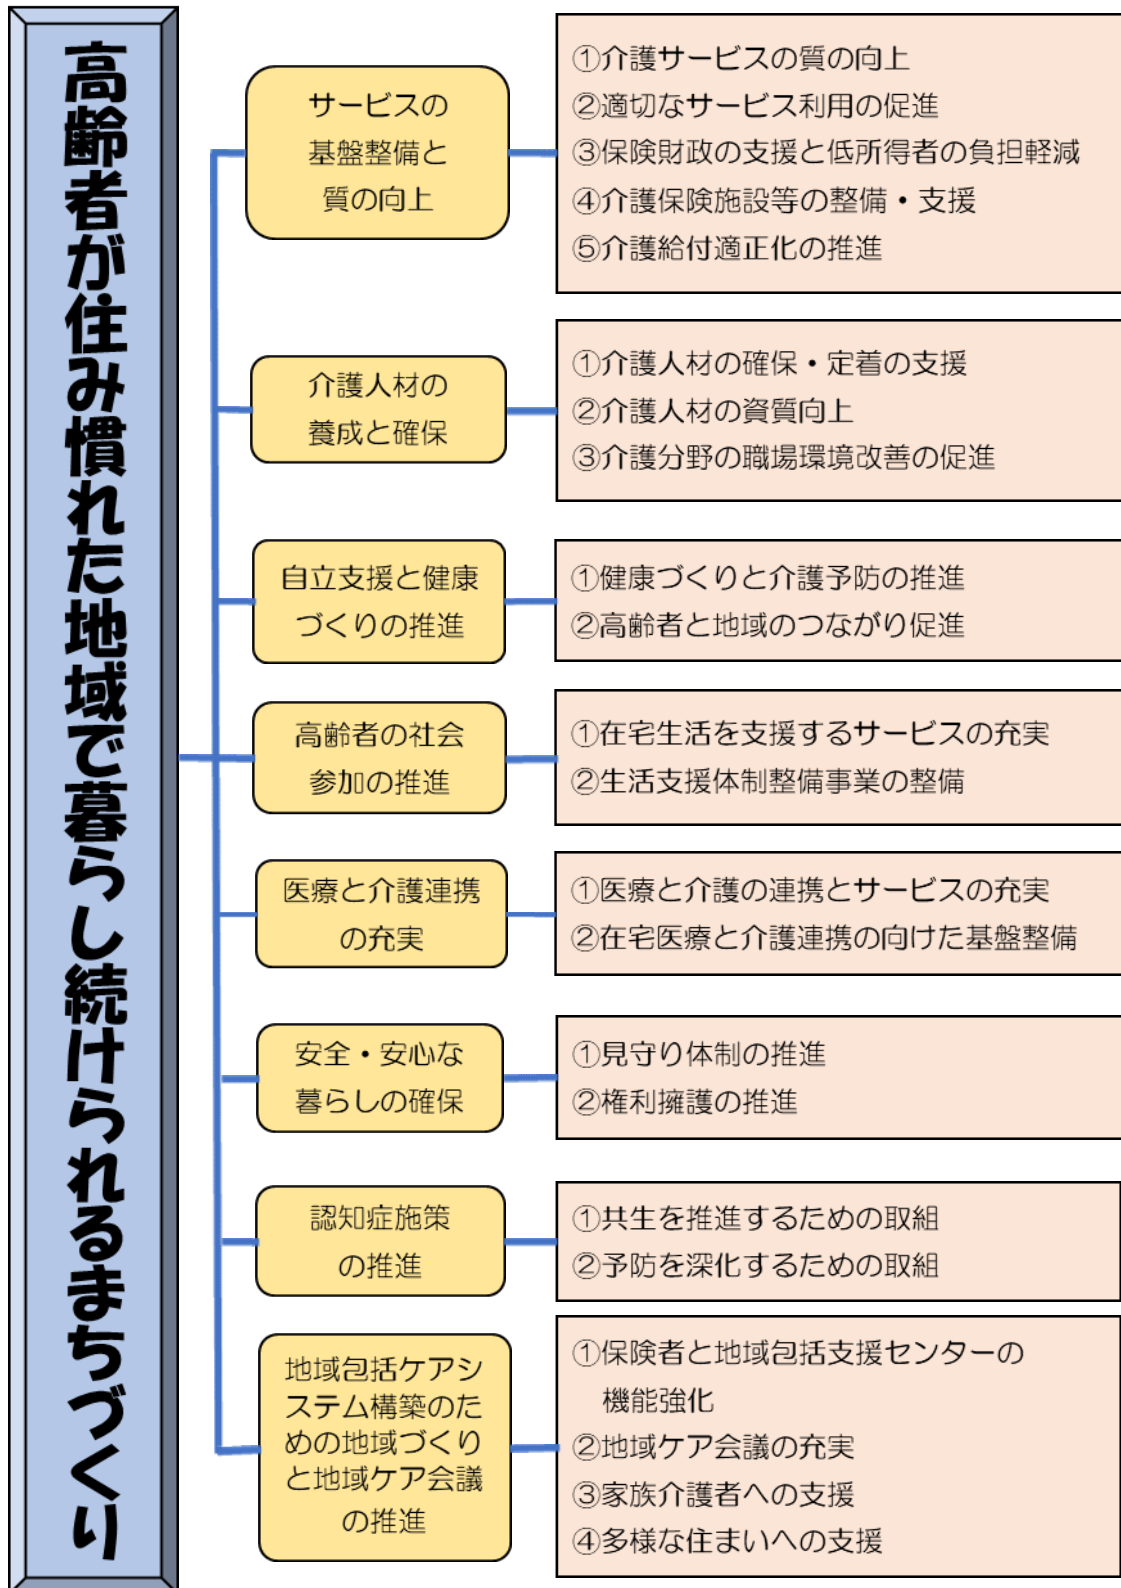 高齢者が住み慣れた地域で暮らし続けられるまちづくり
サービスの
基盤整備と
質の向上
①介護サービスの質の向上
②適切なサービス利用の促進
③保険財政の支援と低所得者の負担軽減
④介護保険施設等の整備・支援
⑤介護給付適正化の推進
介護人材の
養成と確保
①介護人材の確保・定着の支援
②介護人材の資質向上
③介護分野の職場環境改善の促進
自立支援と健康
づくりの推進
①健康づくりと介護予防の推進
②高齢者と地域のつながり促進
高齢者の社会
参加の推進
①在宅生活を支援するサービスの充実
②生活支援体制整備事業の整備
医療と介護連携
の充実
①医療と介護の連携とサービスの充実
②在宅医療と介護連携の向けた基盤整備
安全・安心な
暮らしの確保
①見守り体制の推進
②権利擁護の推進
認知症施策
の推進
①共生を推進するための取組
②予防を深化するための取組
地域包括ケアシ
ステム構築のた
めの地域づくり
と地域ケア会議
の推進
①保険者と地域包括支援センターの
機能強化
②地域ケア会議の充実
③家族介護者への支援
④多様な住まいへの支援